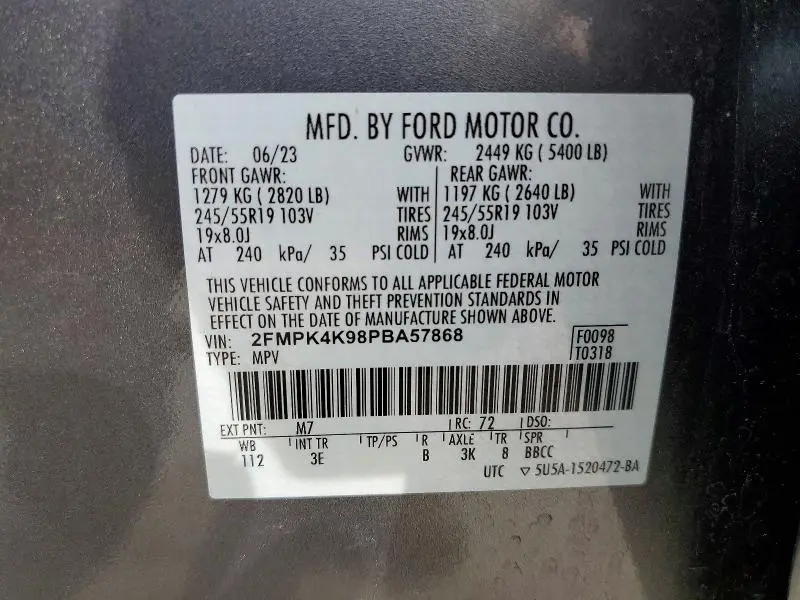 MFD. BY FORD MOTOR CO.
DATE: 06/23 GVWR: 2449 KG ( 5400 LB)
FRONT GAWR: REAR GAWR:
1279 KG ( 2820 LB) WITH 1197 KG ( 2640 LB) WITH
245/55R19 103V TIRES 245/55R19 103V TIRES
19x8.0J RIMS 19x8.0J RIMS
AT 240 kPa/ 35 PSI COLD AT 240 kPa/ 35 PSI COLD
THIS VEHICLE CONFORMS TO ALL APPLICABLE FEDERAL MOTOR
VEHICLE SAFETY AND THEFT PREVENTION STANDARDS IN
EFFECT ON THE DATE OF MANUFACTURE SHOWN ABOVE.
VIN: 2FMPK4K98PBA57868 F0098
TYPE: MPV T0318
EXT PNT: M7 RC: 72 DSO:
WB INT TR TP/PS R AXLE TR SPR
112 3E B 3K 8 BBCC
UTC ▽ 5U5A-1520472-BA